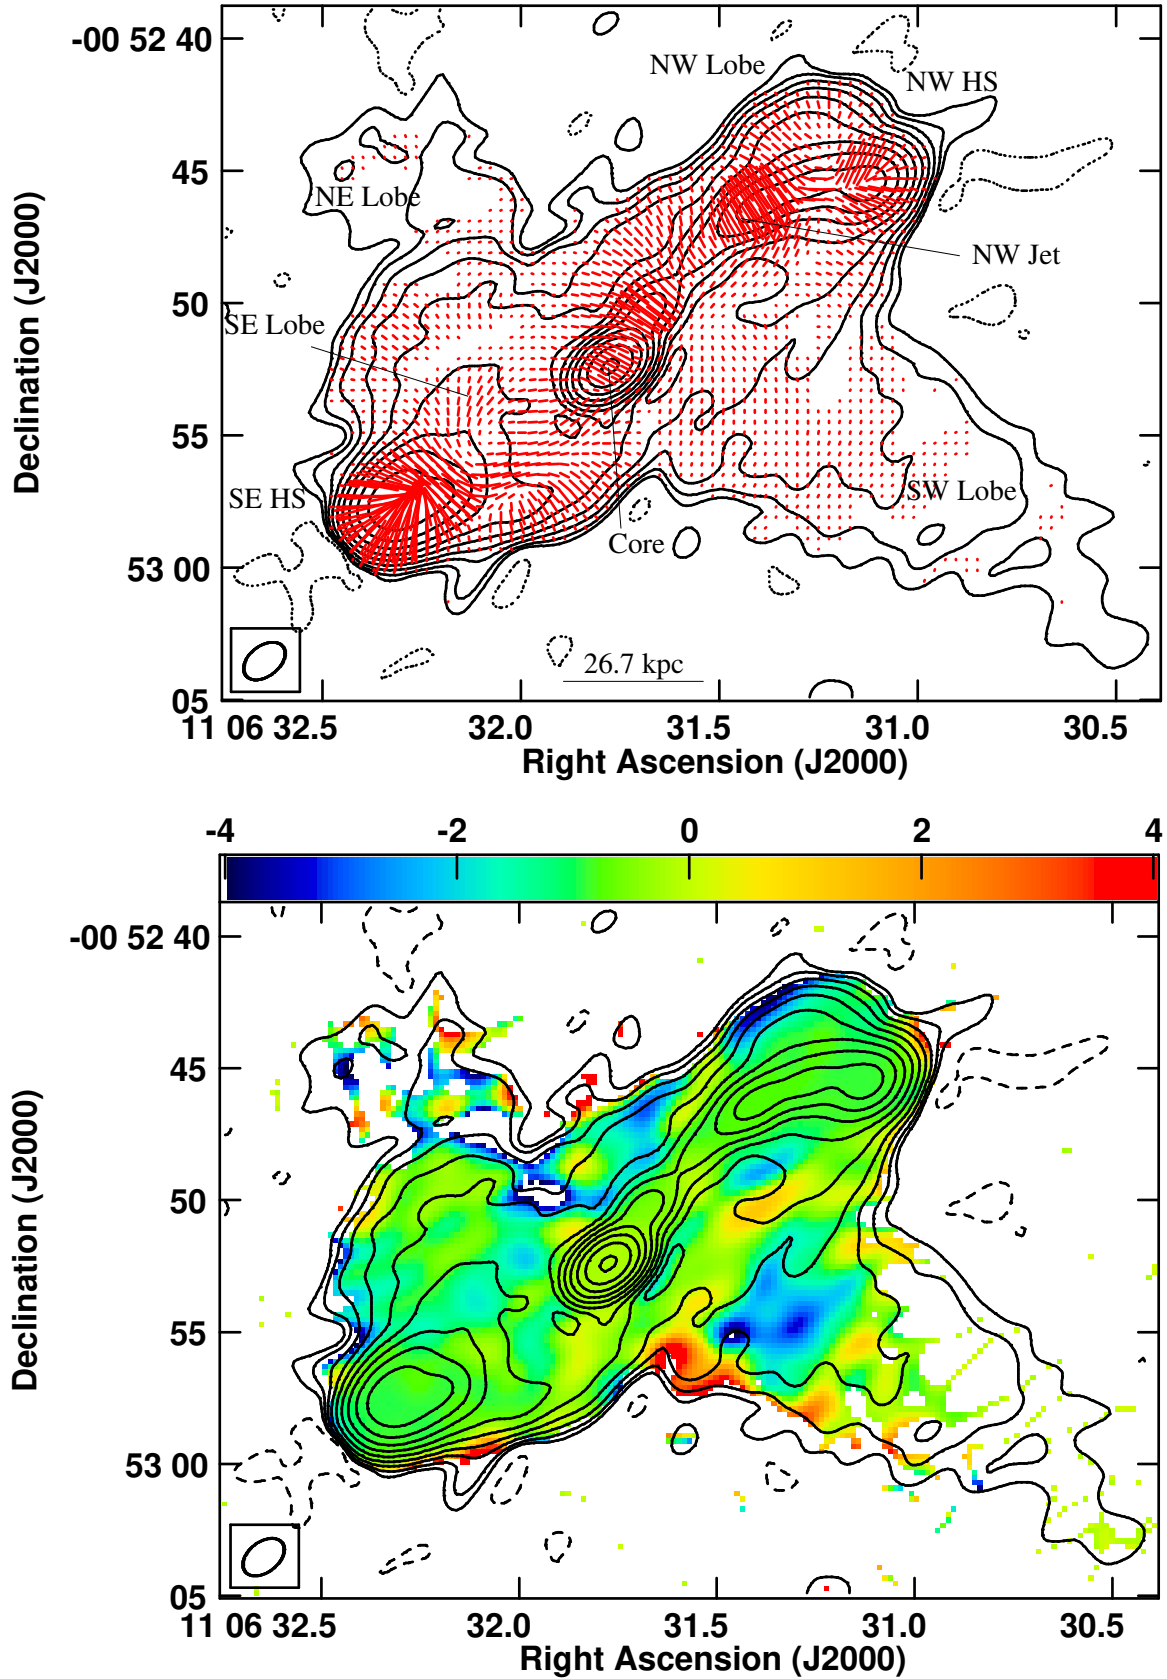 -00 52 40
NW Lobe
NW HS
45
NE Lobe
NW Jet
50
SE Lobe
55
SE HS
SW Lobe
Core
53 00
26.7 kpc
05
11 06 32.5 32.0 31.5 31.0 30.5
Right Ascension (J2000)
Declination (J2000)
-4 -2 0 2 4
-00 52 40
45
50
55
53 00
05
11 06 32.5 32.0 31.5 31.0 30.5
Right Ascension (J2000)
Declination (J2000)